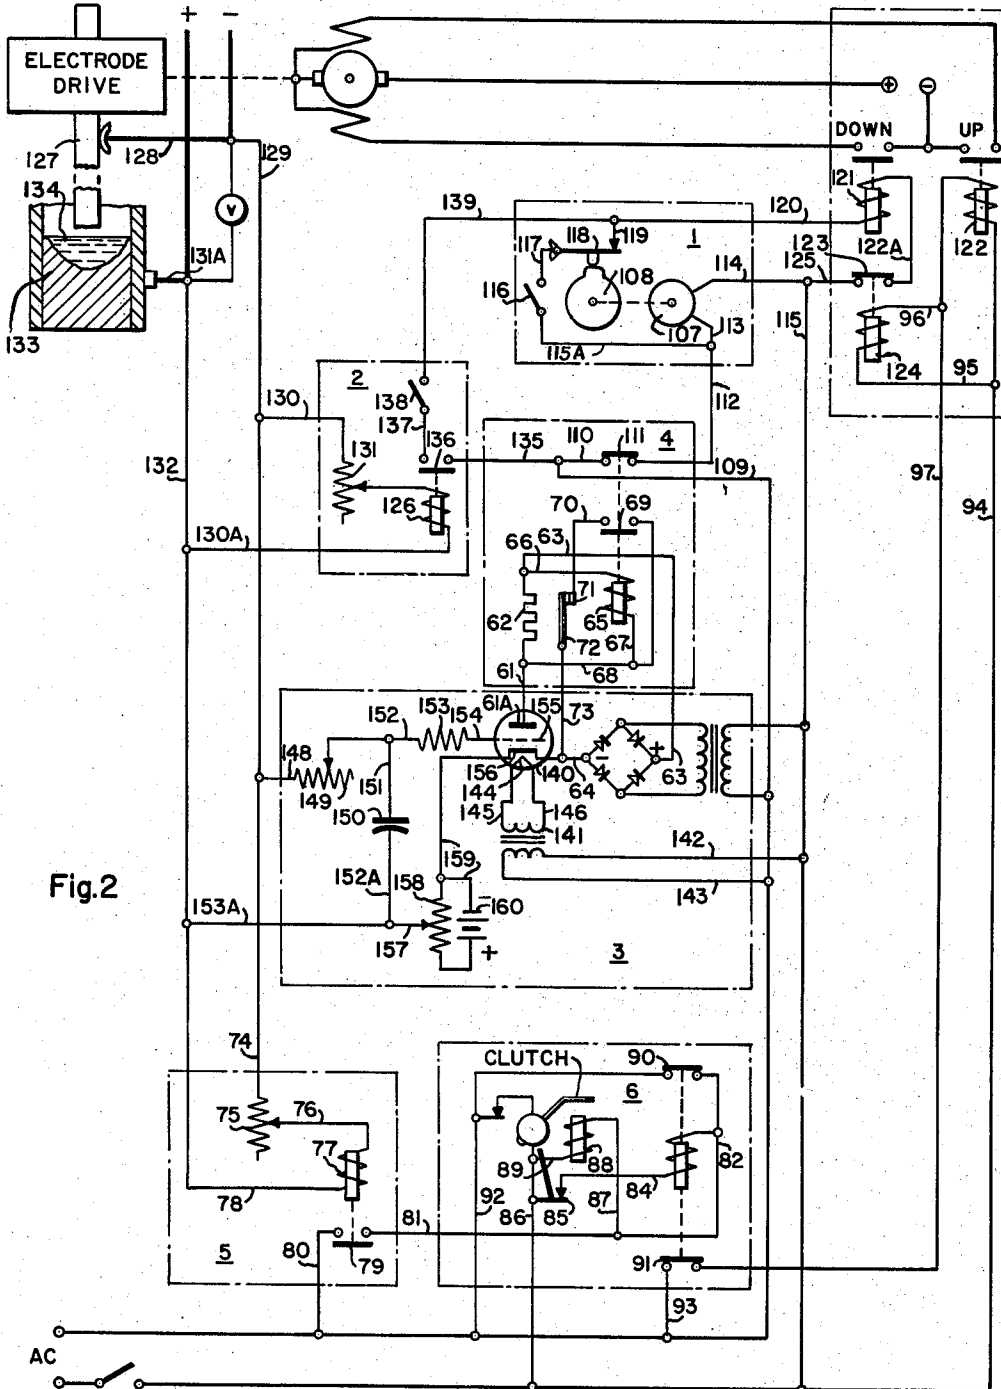 + −
ELECTRODE
DRIVE
+ −
DOWN UP
127 128 129
134
V
131A
133
139 120 121
117 118 119 1 122A 122
116 108 114 123 125
107 113 115 96
115A 124 95
112
130 2 138 137
131 136 135 110 111 4 109
132 126 97
130A 70 69 94
66 63
62 71 65
72 67
61 68
61A 155 73
152 153 154
148 151 156 140 64 − + 63
149 144
150 145 146
141
142
159 143
Fig.2
152A 158 − 160
153A 157 +
3
74
CLUTCH 90
6
75 76
77 89 88 82
78 92 86 85 87 84
81
80 79 91
5
93
AC